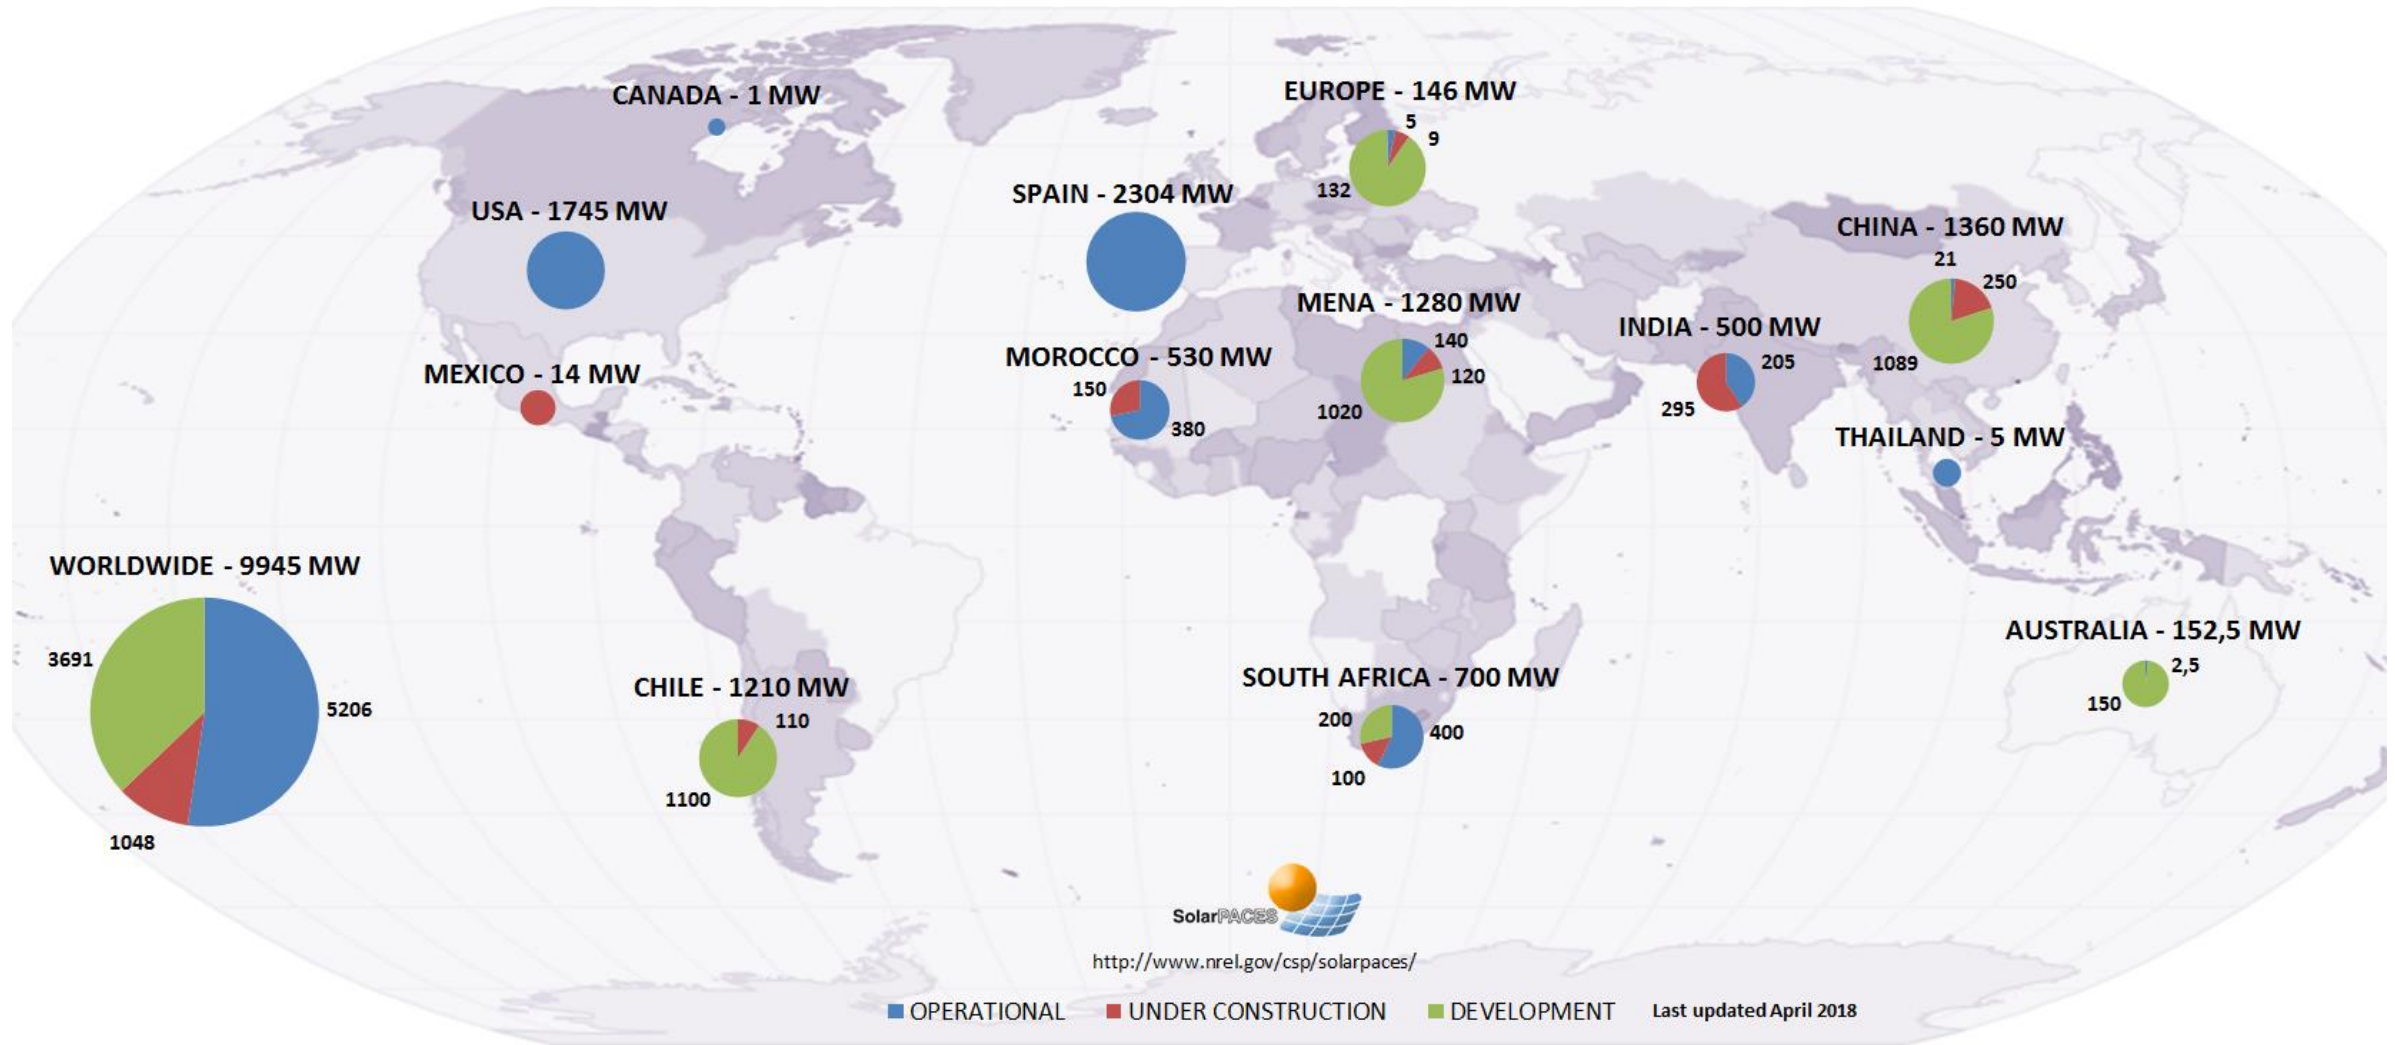 CANADA - 1 MW
EUROPE - 146 MW
5
9
132
USA - 1745 MW
SPAIN - 2304 MW
CHINA - 1360 MW
21
250
1089
MENA - 1280 MW
140
120
1020
INDIA - 500 MW
205
295
MOROCCO - 530 MW
150
380
MEXICO - 14 MW
THAILAND - 5 MW
WORLDWIDE - 9945 MW
3691
5206
1048
AUSTRALIA - 152,5 MW
2,5
150
SOUTH AFRICA - 700 MW
200
400
100
CHILE - 1210 MW
110
1100
SolarPACES
http://www.nrel.gov/csp/solarpaces/
OPERATIONAL UNDER CONSTRUCTION DEVELOPMENT Last updated April 2018